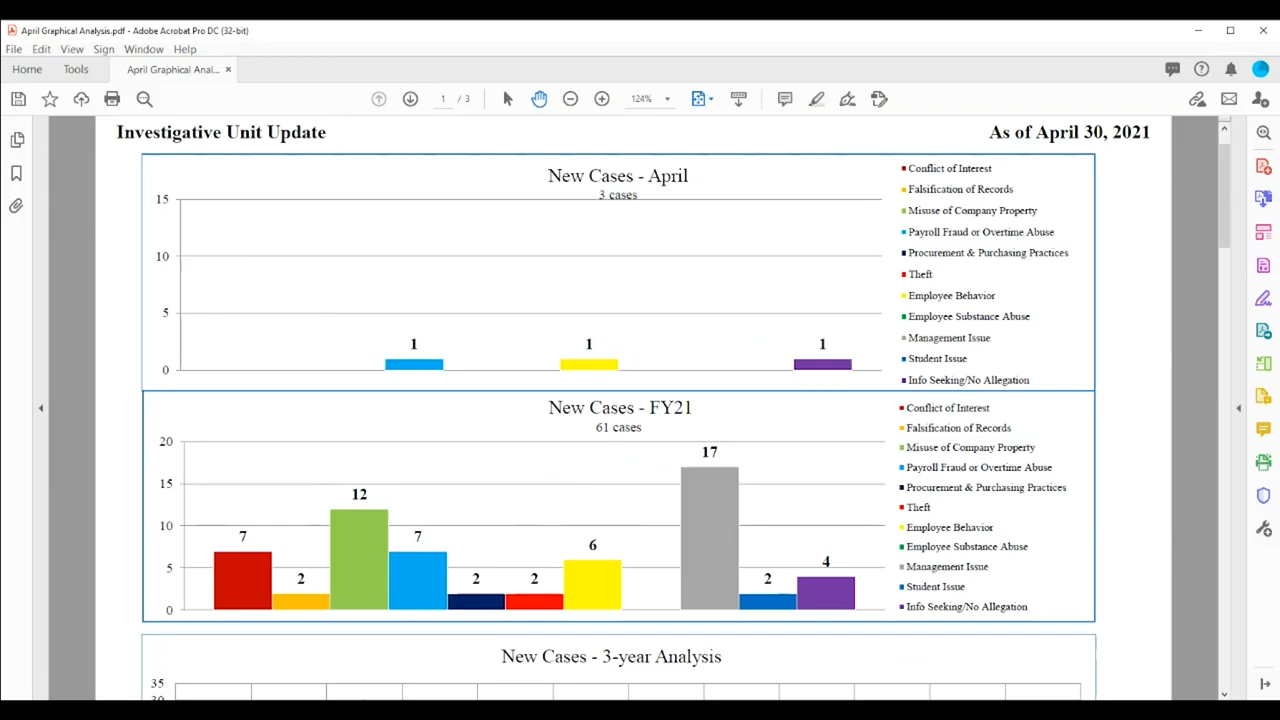 April Graphical Analysis.pdf - Adobe Acrobat Pro DC (32-bit)
File Edit View Sign Window Help
Home Tools April Graphical Anal... ×
1 / 3 124%
Investigative Unit Update As of April 30, 2021
New Cases - April
3 cases
15
10
5
0
1 1 1
Conflict of Interest
Falsification of Records
Misuse of Company Property
Payroll Fraud or Overtime Abuse
Procurement & Purchasing Practices
Theft
Employee Behavior
Employee Substance Abuse
Management Issue
Student Issue
Info Seeking/No Allegation
New Cases - FY21
61 cases
20
15
10
5
0
7 2 12 7 2 2 6 17 2 4
Conflict of Interest
Falsification of Records
Misuse of Company Property
Payroll Fraud or Overtime Abuse
Procurement & Purchasing Practices
Theft
Employee Behavior
Employee Substance Abuse
Management Issue
Student Issue
Info Seeking/No Allegation
New Cases - 3-year Analysis
35
30